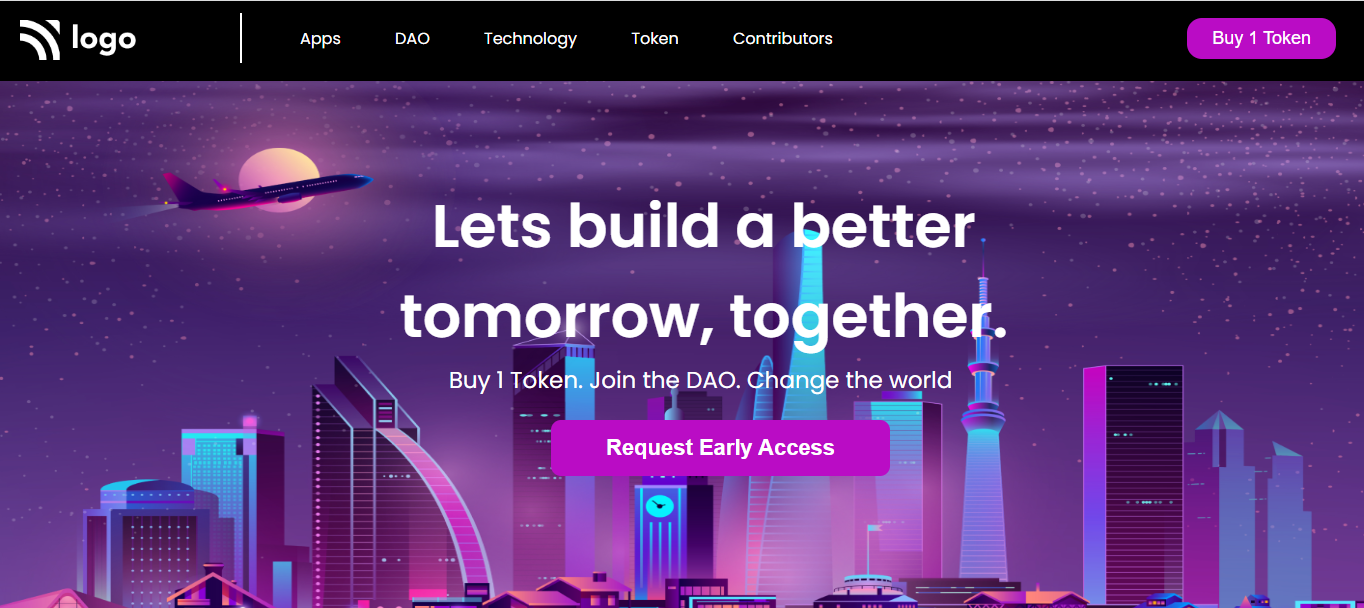 logo
Apps
DAO
Technology
Token
Contributors
Buy 1 Token
Lets build a better
tomorrow, together.
Buy 1 Token. Join the DAO. Change the world
Request Early Access